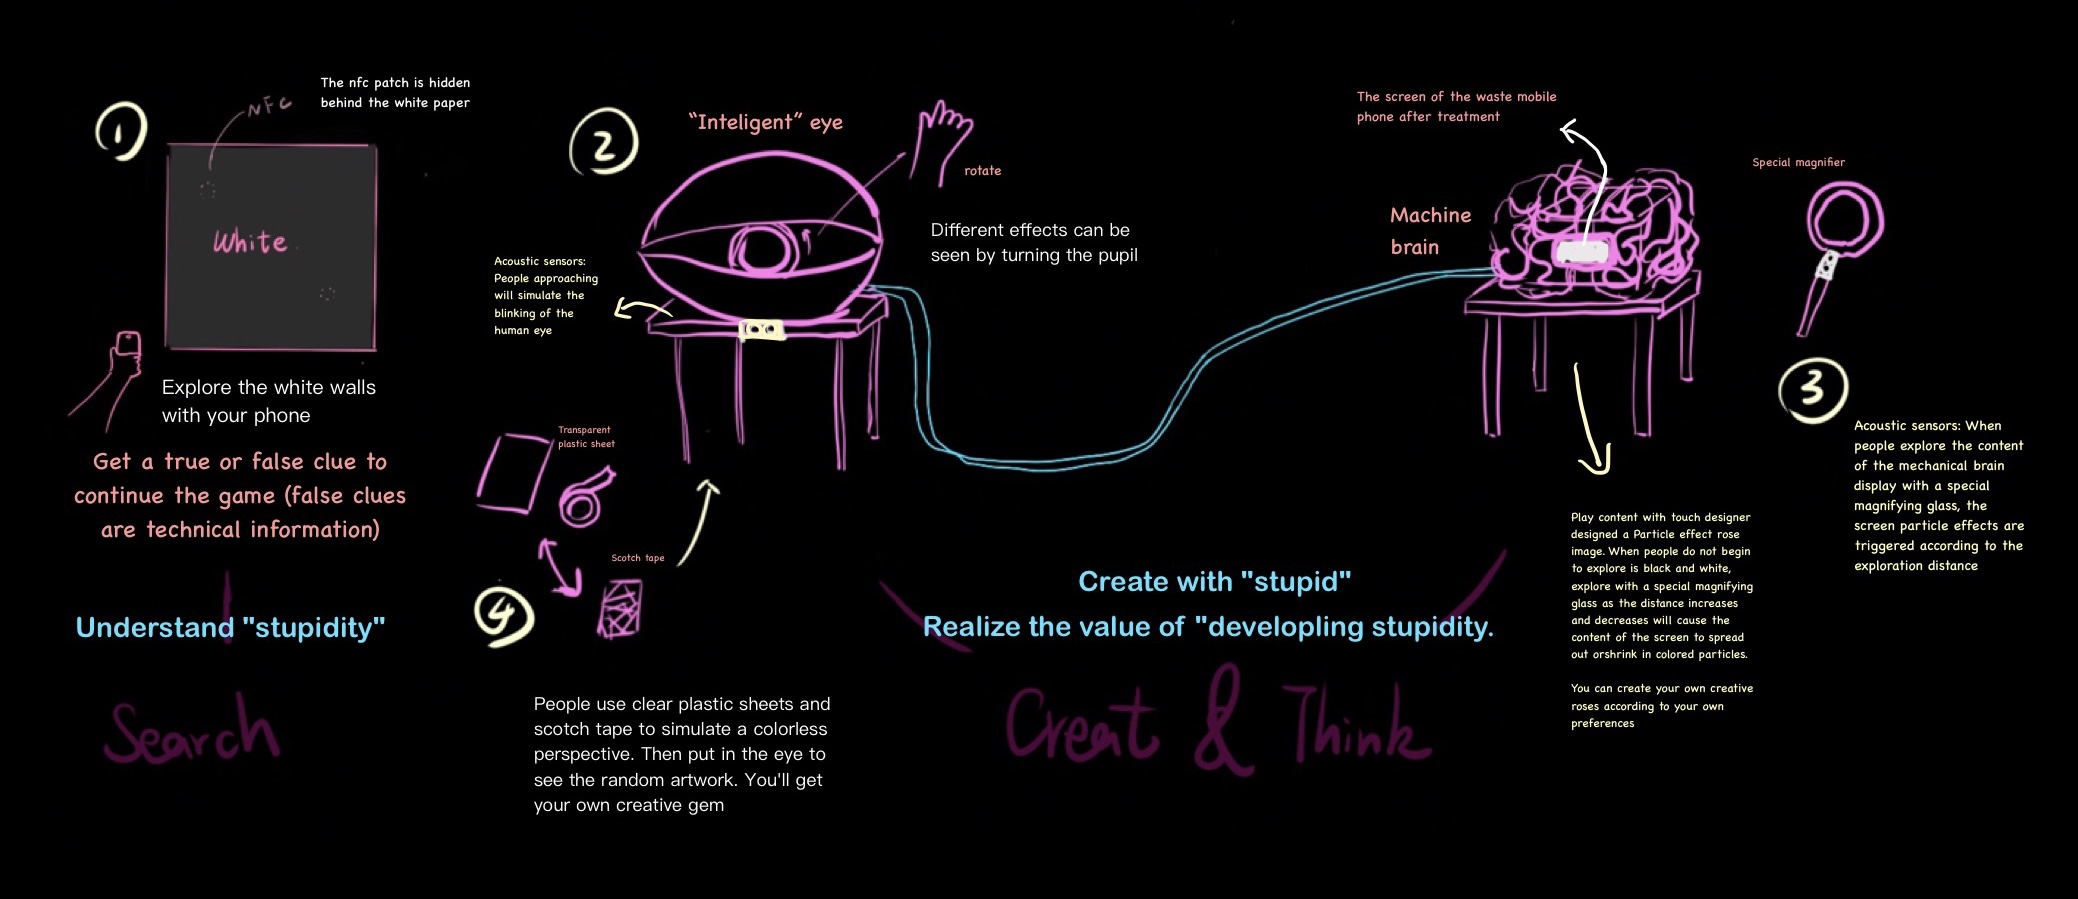 1
NFC
The nfc patch is hidden
behind the white paper
White
Explore the white walls
with your phone
Get a true or false clue to
continue the game (false clues
are technical information)
Understand "stupidity"
Search
2
“Inteligent” eye
rotate
Different effects can be
seen by turning the pupil
Acoustic sensors:
People approaching
will simulate the
blinking of the
human eye
Transparent
plastic sheet
Scotch tape
4
People use clear plastic sheets and
scotch tape to simulate a colorless
perspective. Then put in the eye to
see the random artwork. You'll get
your own creative gem
Create with "stupid"
Realize the value of "developling stupidity.
Creat & Think
The screen of the waste mobile
phone after treatment
Machine
brain
Special magnifier
3
Acoustic sensors: When
people explore the content
of the mechanical brain
display with a special
magnifying glass, the
screen particle effects are
triggered according to the
exploration distance
Play content with touch designer
designed a Particle effect rose
image. When people do not begin
to explore is black and white,
explore with a special magnifying
glass as the distance increases
and decreases will cause the
content of the screen to spread
out orshrink in colored particles.
You can create your own creative
roses according to your own
preferences